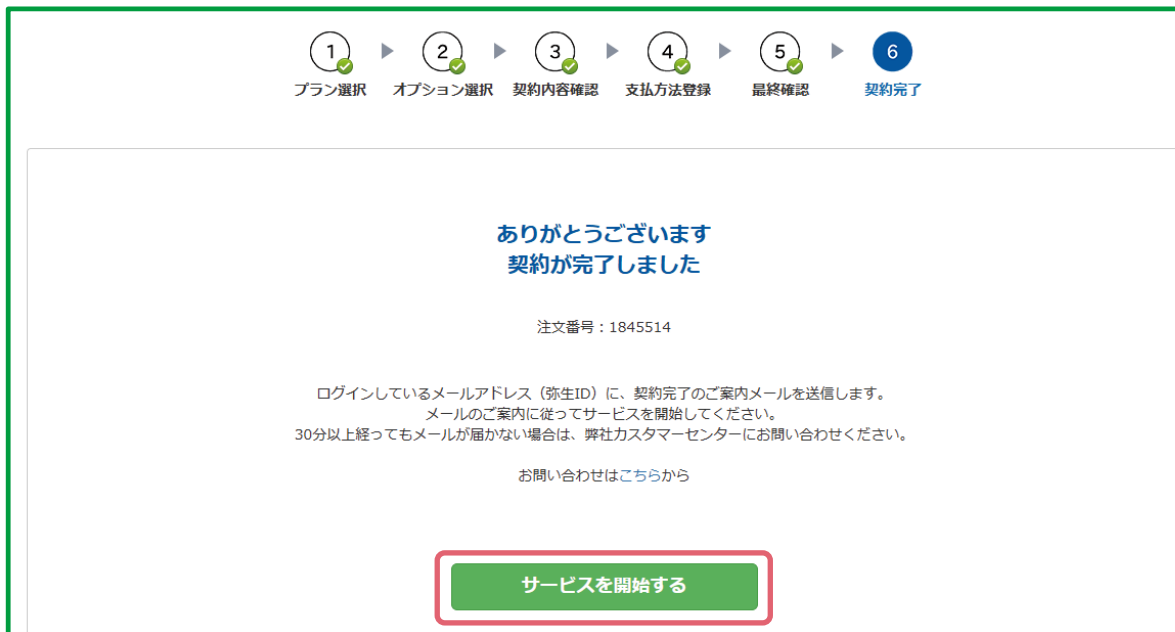 1 2 3 4 5 6
プラン選択 オプション選択 契約内容確認 支払方法登録 最終確認 契約完了
ありがとうございます
契約が完了しました
注文番号：1845514
ログインしているメールアドレス（弥生ID）に、契約完了のご案内メールを送信します。
メールのご案内に従ってサービスを開始してください。
30分以上経ってもメールが届かない場合は、弊社カスタマーセンターにお問い合わせください。
お問い合わせはこちらから
サービスを開始する